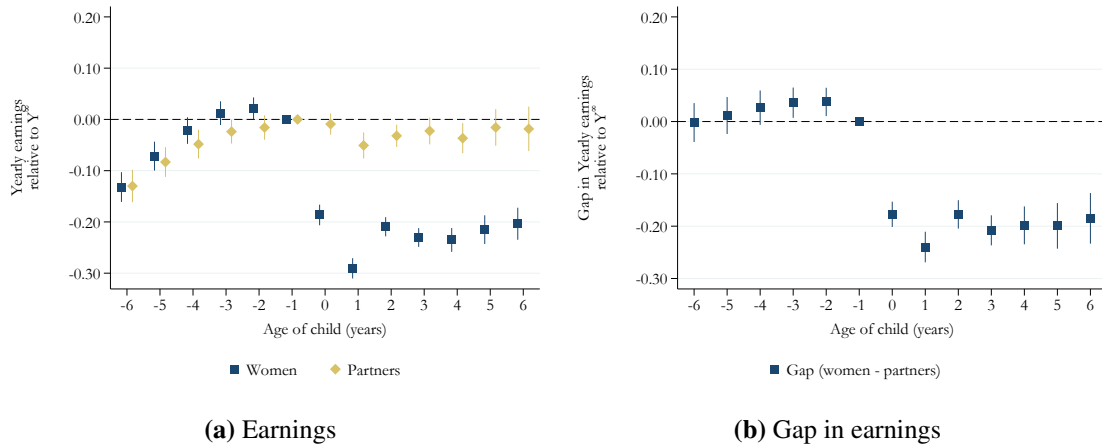 0.20
0.10
0.00
-0.10
-0.20
-0.30
Yearly earnings
relative to Y^∞
-6 -5 -4 -3 -2 -1 0 1 2 3 4 5 6
Age of child (years)
Women Partners
(a) Earnings
0.20
0.10
0.00
-0.10
-0.20
-0.30
Gap in Yearly earnings
relative to Y^∞
-6 -5 -4 -3 -2 -1 0 1 2 3 4 5 6
Age of child (years)
Gap (women - partners)
(b) Gap in earnings